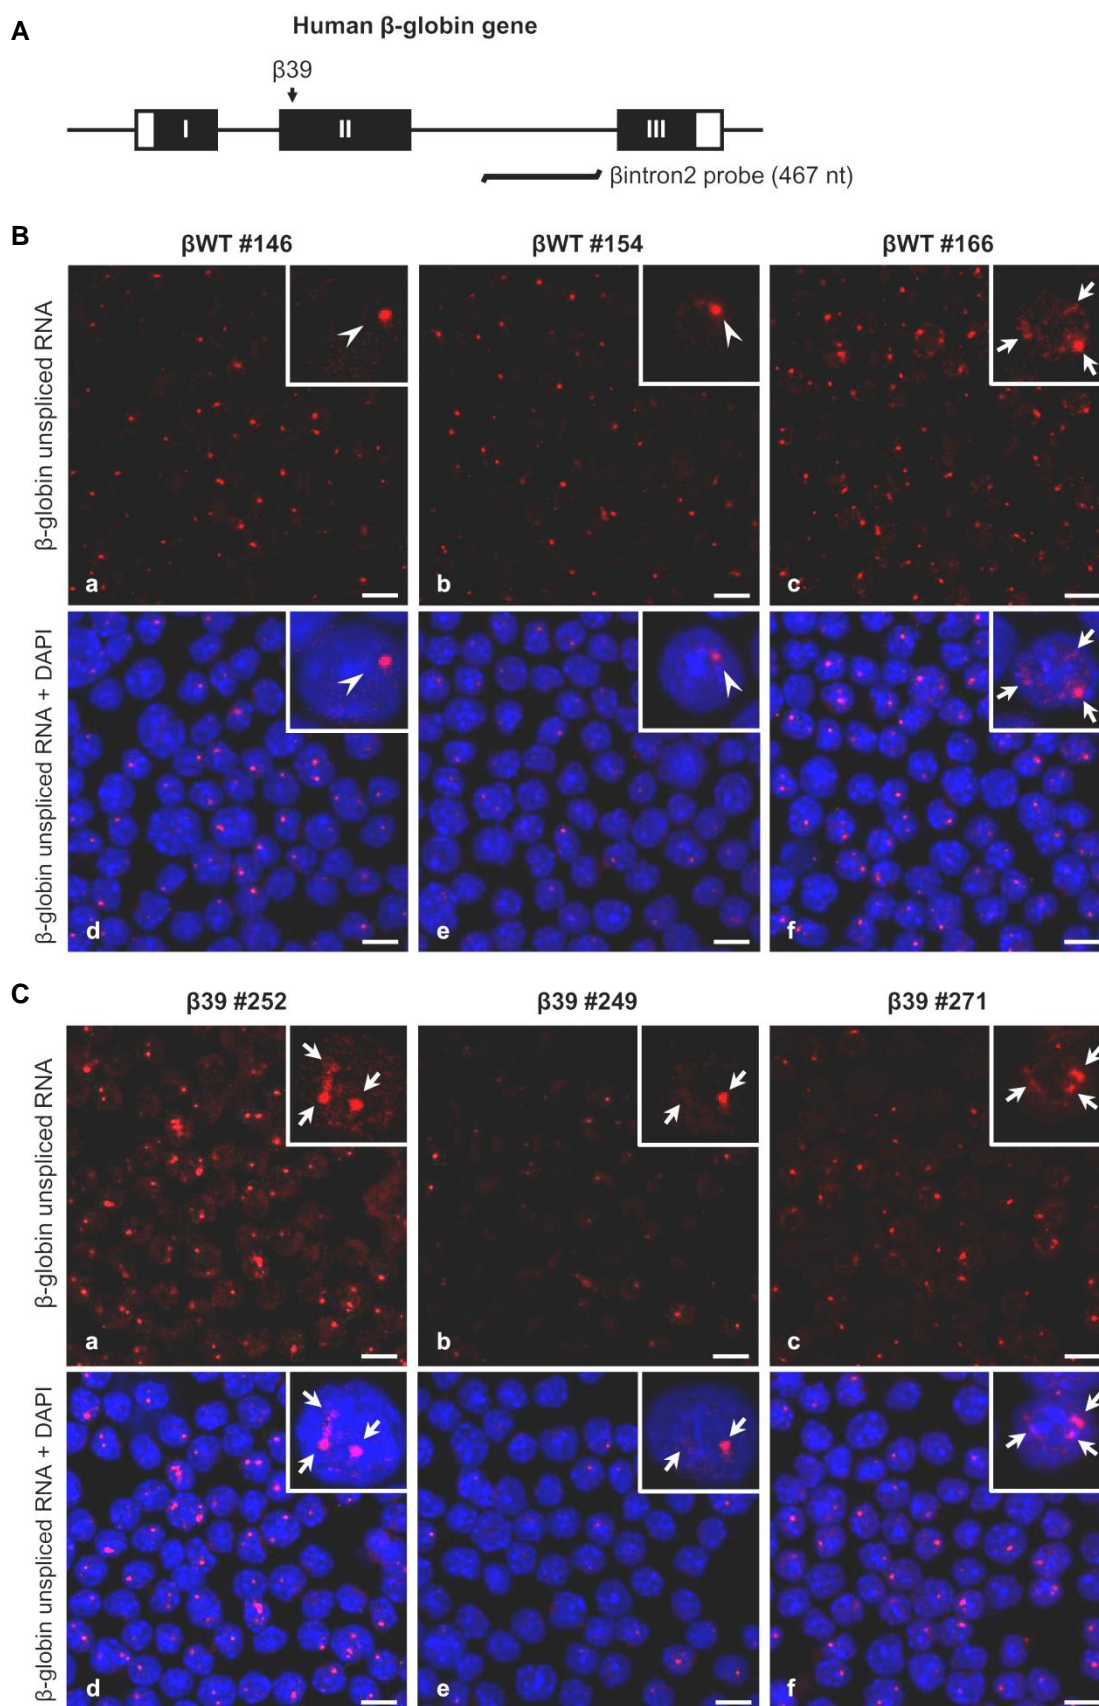 A
Human β-globin gene
β39
I II III
βintron2 probe (467 nt)
B
βWT #146 βWT #154 βWT #166
β-globin unspliced RNA
a b c
β-globin unspliced RNA + DAPI
d e f
C
β39 #252 β39 #249 β39 #271
β-globin unspliced RNA
a b c
β-globin unspliced RNA + DAPI
d e f